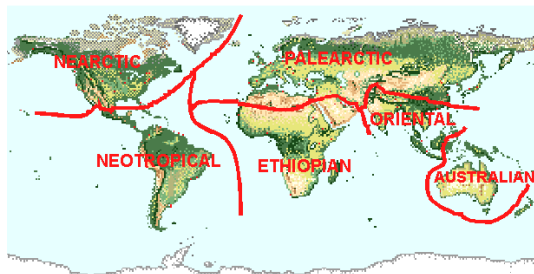 NEARCTIC
PALEARCTIC
ORIENTAL
NEOTROPICAL
ETHIOPIAN
AUSTRALIAN